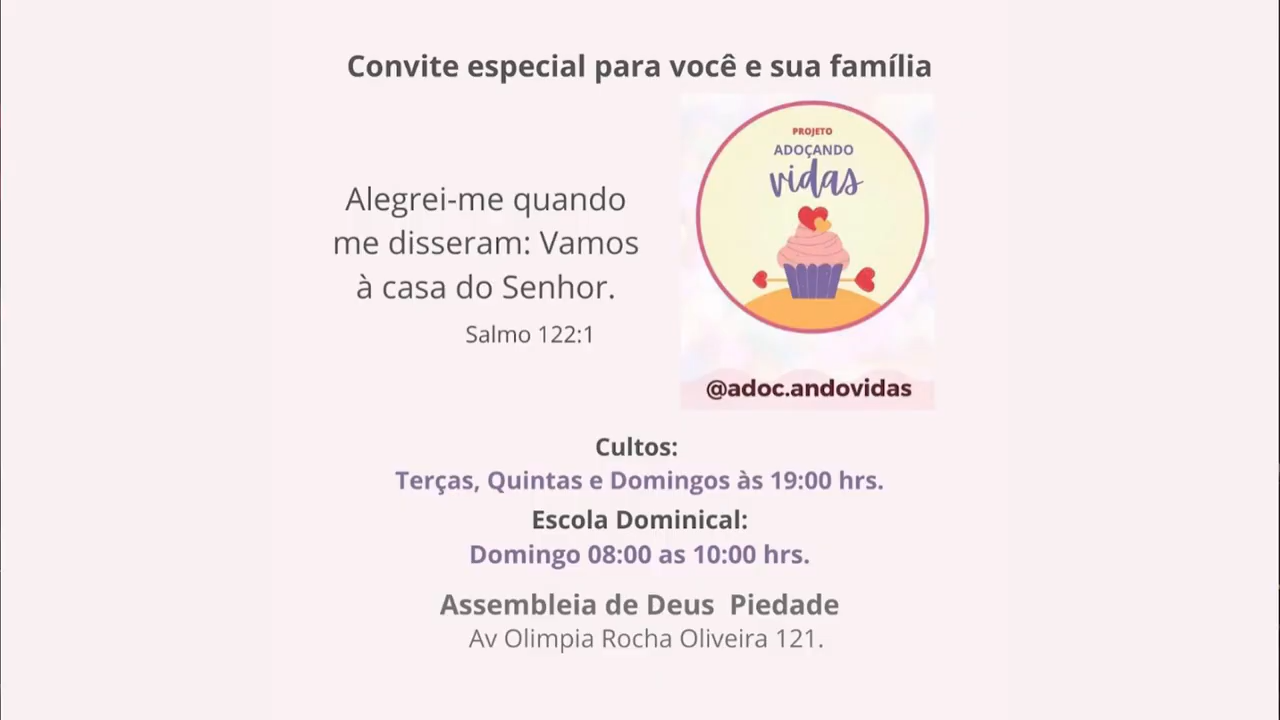 Convite especial para você e sua família
PROJETO
ADOÇANDO
vidas
Alegrei-me quando
me disseram: Vamos
à casa do Senhor.
Salmo 122:1
@adoc.andovidas
Cultos:
Terças, Quintas e Domingos às 19:00 hrs.
Escola Dominical:
Domingo 08:00 as 10:00 hrs.
Assembleia de Deus  Piedade
Av Olimpia Rocha Oliveira 121.